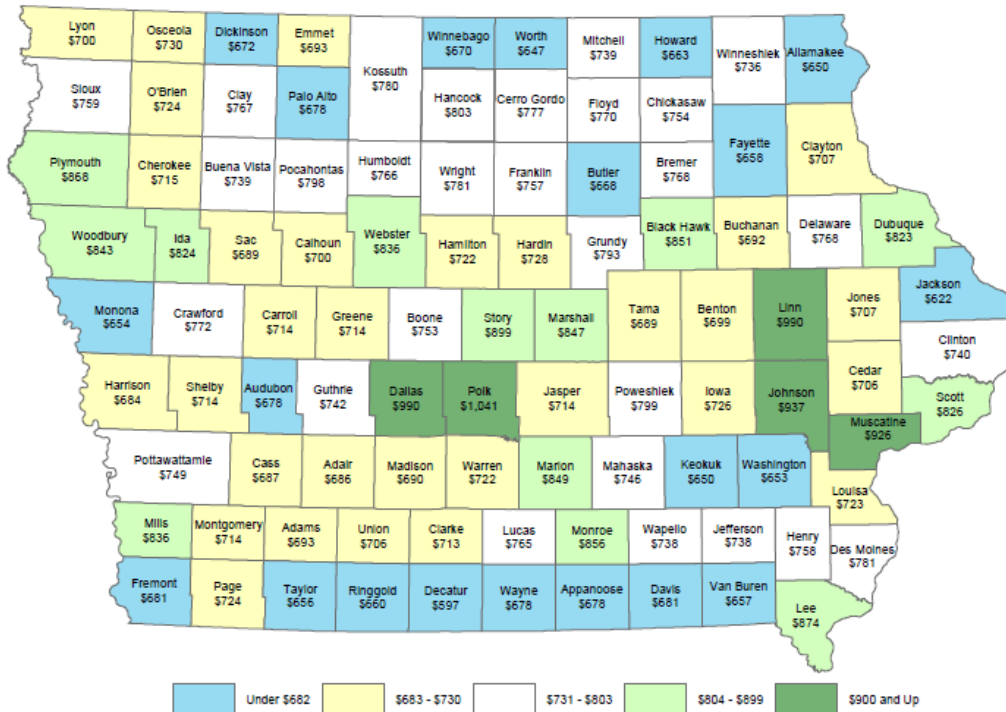 Lyon
$700
Osceola
$730
Dickinson
$672
Emmet
$693
Winnebago
$670
Worth
$647
Mitchell
$739
Howard
$663
Winneshiek
$736
Allamakee
$650
Kossuth
$780
Sioux
$759
O'Brien
$724
Clay
$767
Palo Alto
$678
Hancock
$803
Cerro Gordo
$777
Floyd
$770
Chickasaw
$754
Fayette
$658
Clayton
$707
Plymouth
$868
Cherokee
$715
Buena Vista
$739
Pocahontas
$798
Humboldt
$766
Wright
$781
Franklin
$757
Butler
$668
Bremer
$768
Woodbury
$843
Ida
$824
Sac
$689
Calhoun
$700
Webster
$836
Hamilton
$722
Hardin
$728
Grundy
$793
Black Hawk
$851
Buchanan
$692
Delaware
$768
Dubuque
$823
Monona
$654
Crawford
$772
Carroll
$714
Greene
$714
Boone
$753
Story
$899
Marshall
$847
Tama
$689
Benton
$699
Linn
$990
Jones
$707
Jackson
$622
Clinton
$740
Harrison
$684
Shelby
$714
Audubon
$678
Guthrie
$742
Dallas
$990
Polk
$1,041
Jasper
$714
Poweshiek
$799
Iowa
$726
Johnson
$937
Cedar
$706
Scott
$826
Muscatine
$926
Pottawattamie
$749
Cass
$687
Adair
$686
Madison
$690
Warren
$722
Marion
$849
Mahaska
$746
Keokuk
$650
Washington
$653
Louisa
$723
Mills
$836
Montgomery
$714
Adams
$693
Union
$706
Clarke
$713
Lucas
$765
Monroe
$856
Wapello
$738
Jefferson
$738
Henry
$758
Des Moines
$781
Fremont
$681
Page
$724
Taylor
$656
Ringgold
$660
Decatur
$597
Wayne
$678
Appanoose
$678
Davis
$681
Van Buren
$657
Lee
$874
Under $682
$683 - $730
$731 - $803
$804 - $899
$900 and Up